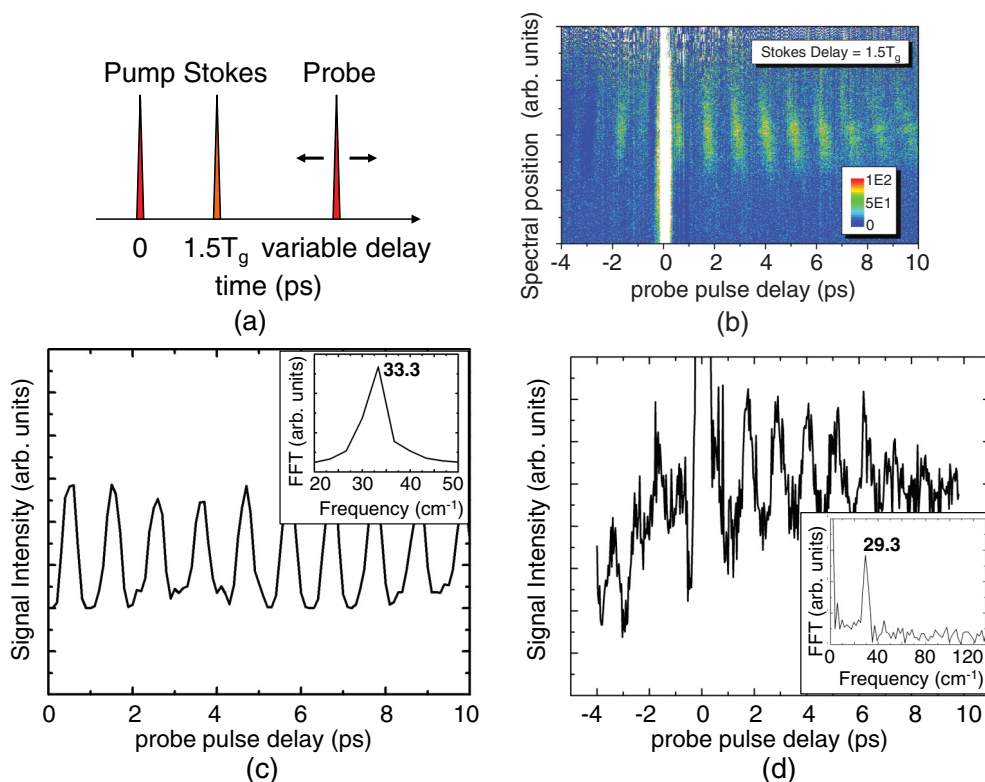 Pump Stokes Probe
0 1.5Tg variable delay
time (ps)
(a)
Spectral position (arb. units)
Stokes Delay = 1.5Tg
1E2
5E1
0
-4 -2 0 2 4 6 8 10
probe pulse delay (ps)
(b)
Signal Intensity (arb. units)
FFT (arb. units)
33.3
20 30 40 50
Frequency (cm-1)
0 2 4 6 8 10
probe pulse delay (ps)
(c)
Signal Intensity (arb. units)
FFT (arb. units)
29.3
0 40 80 120
Frequency (cm-1)
-4 -2 0 2 4 6 8 10
probe pulse delay (ps)
(d)